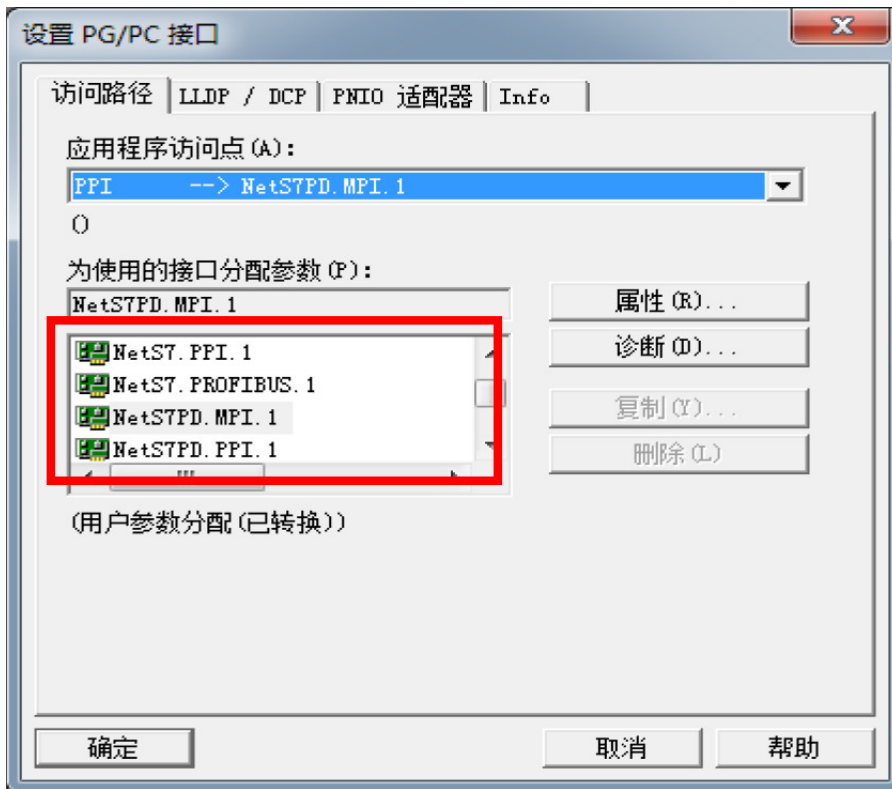 设置 PG/PC 接口
访问路径 LLDP / DCP PNIO 适配器 Info
应用程序访问点(A):
PPI --> NetS7PD.MPI.1
()
为使用的接口分配参数(P):
NetS7PD.MPI.1
属性(R)...
NetS7.PPI.1
诊断(D)...
NetS7.PROFIBUS.1
复制(Y)...
NetS7PD.MPI.1
NetS7PD.PPI.1
删除(L)
(用户参数分配(已转换))
确定 取消 帮助